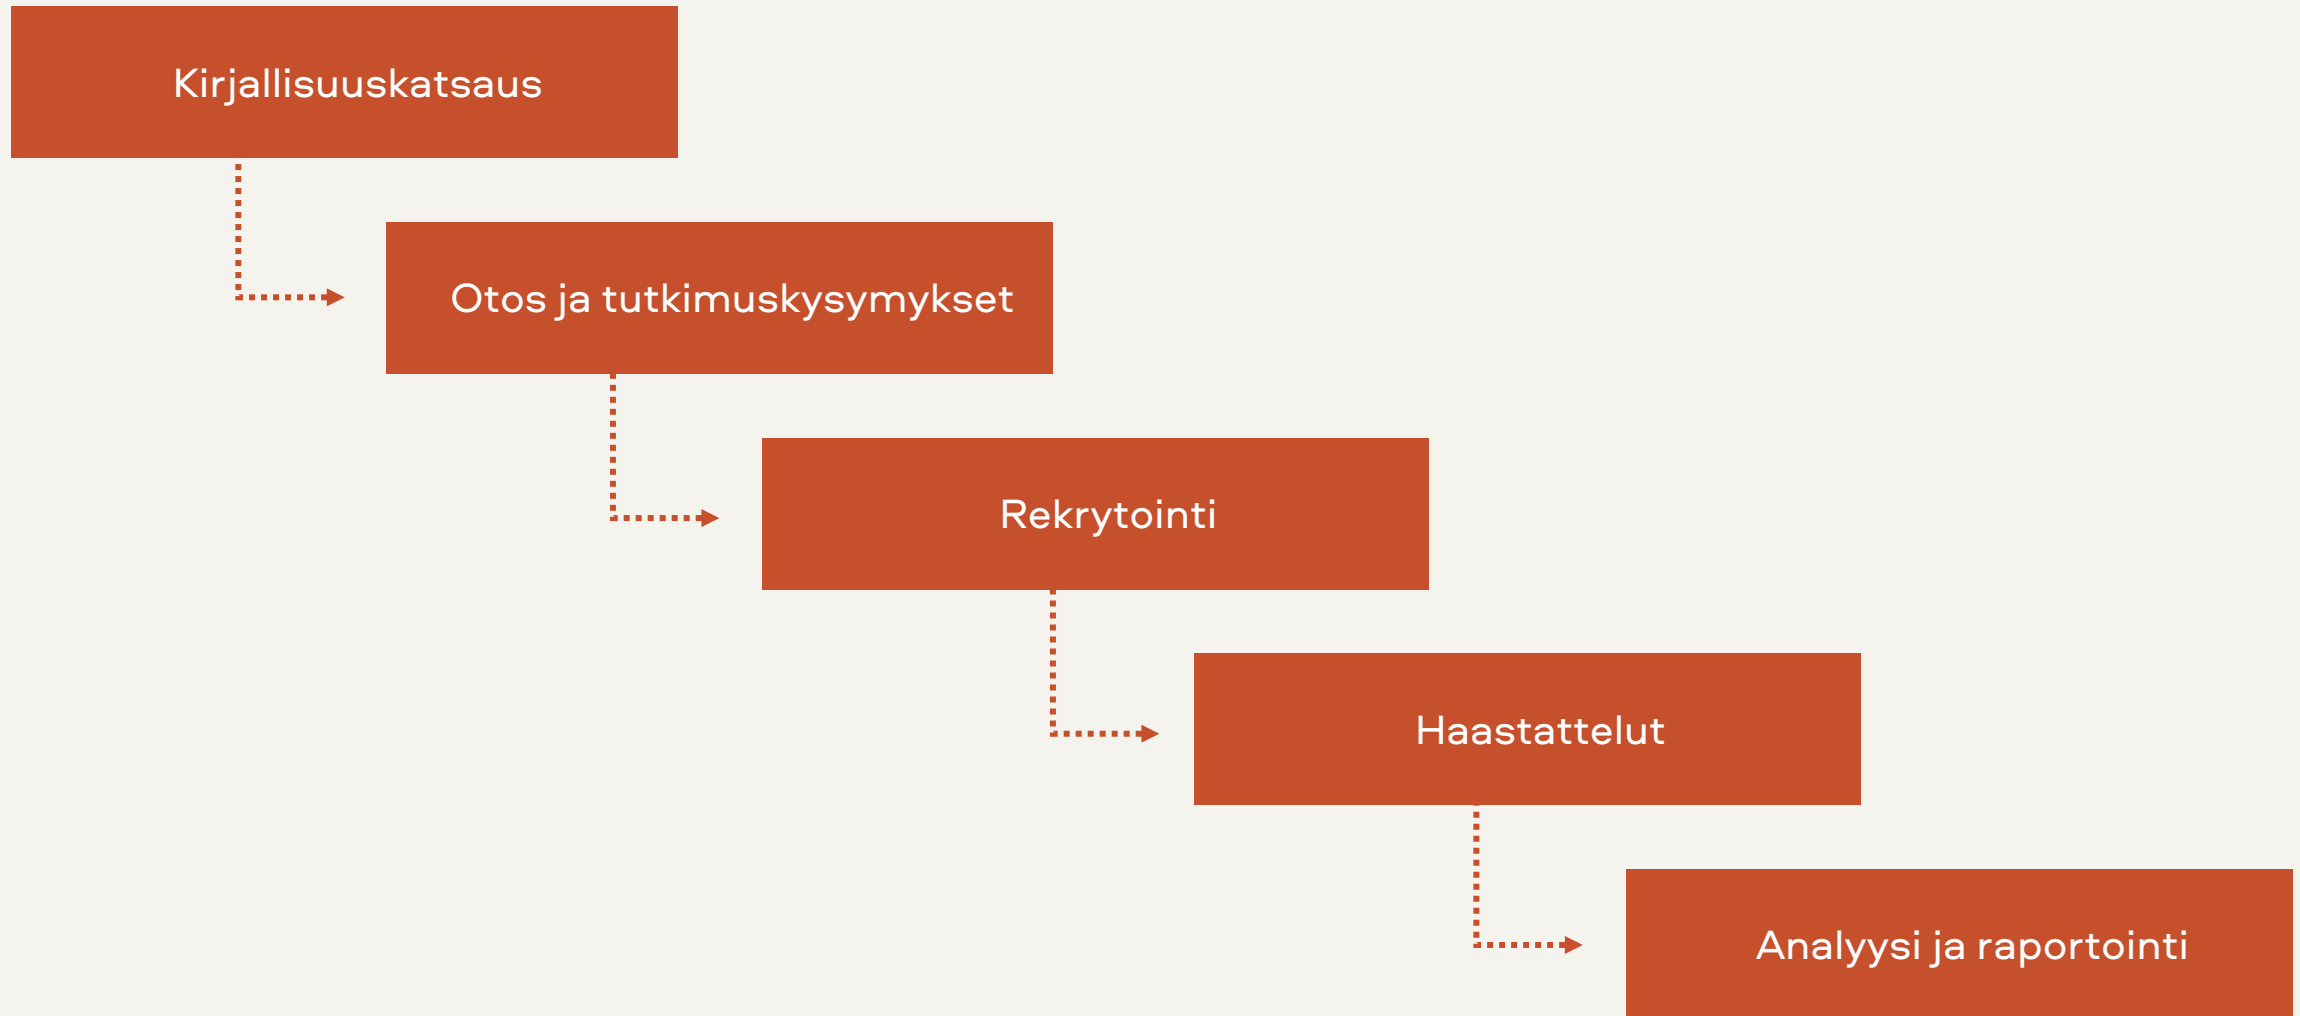 Kirjallisuuskatsaus
Otos ja tutkimuskysymykset
Rekrytointi
Haastattelut
Analyysi ja raportointi